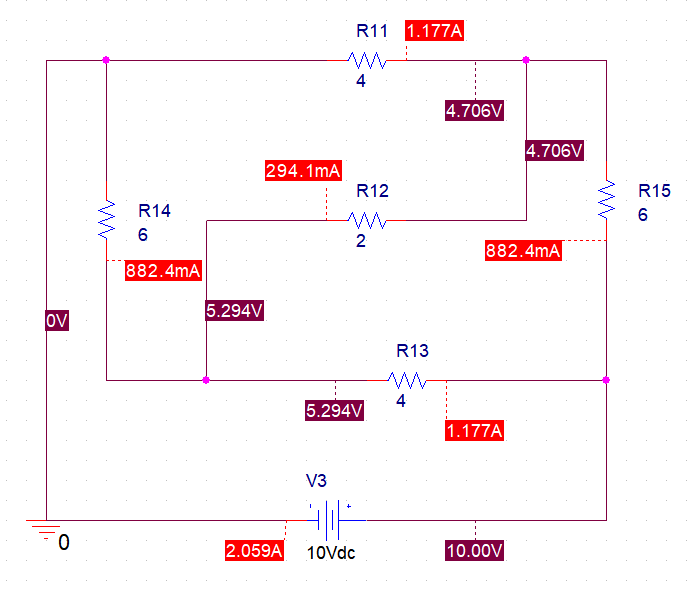 R11
1.177A
4
4.706V
4.706V
294.1mA
R12
2
R15
6
R14
6
882.4mA
882.4mA
0V
5.294V
R13
4
5.294V
1.177A
V3
- +
0
2.059A
10Vdc
10.00V